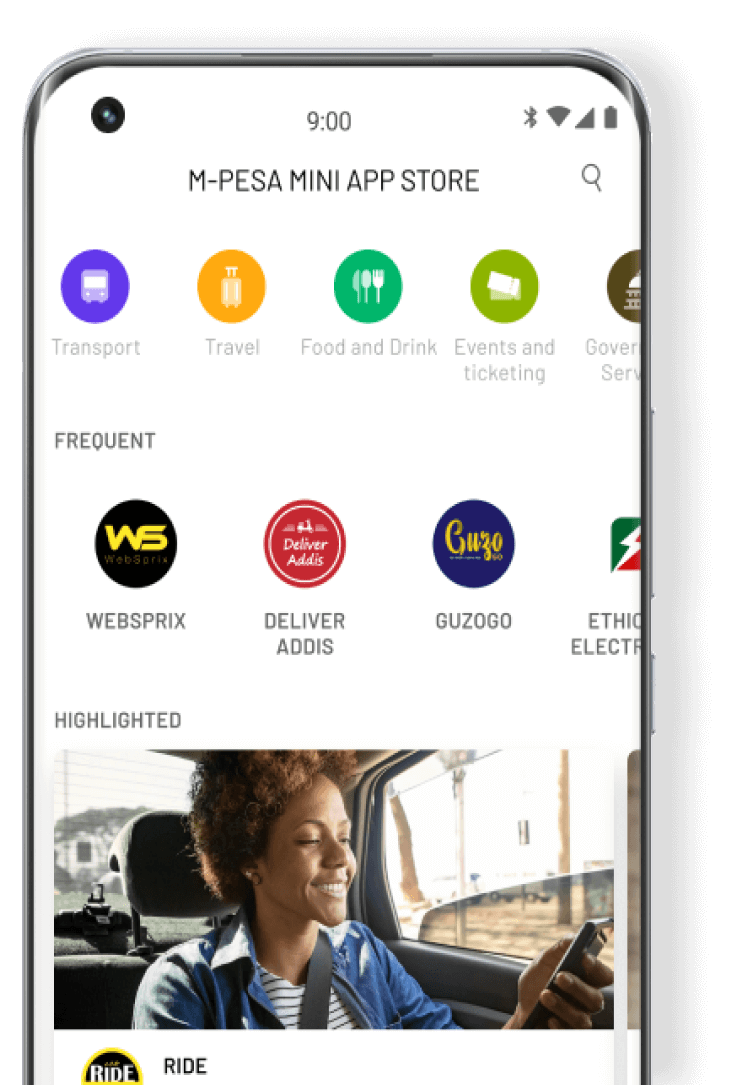 9:00
M-PESA MINI APP STORE
Transport
Travel
Food and Drink
Events and
ticketing
Gover
Serv
FREQUENT
WS
WebSprix
Deliver
Addis
Guzo
GO
WEBSPRIX
DELIVER
ADDIS
GUZOGO
ETHIO
ELECTR
HIGHLIGHTED
RIDE
RIDE